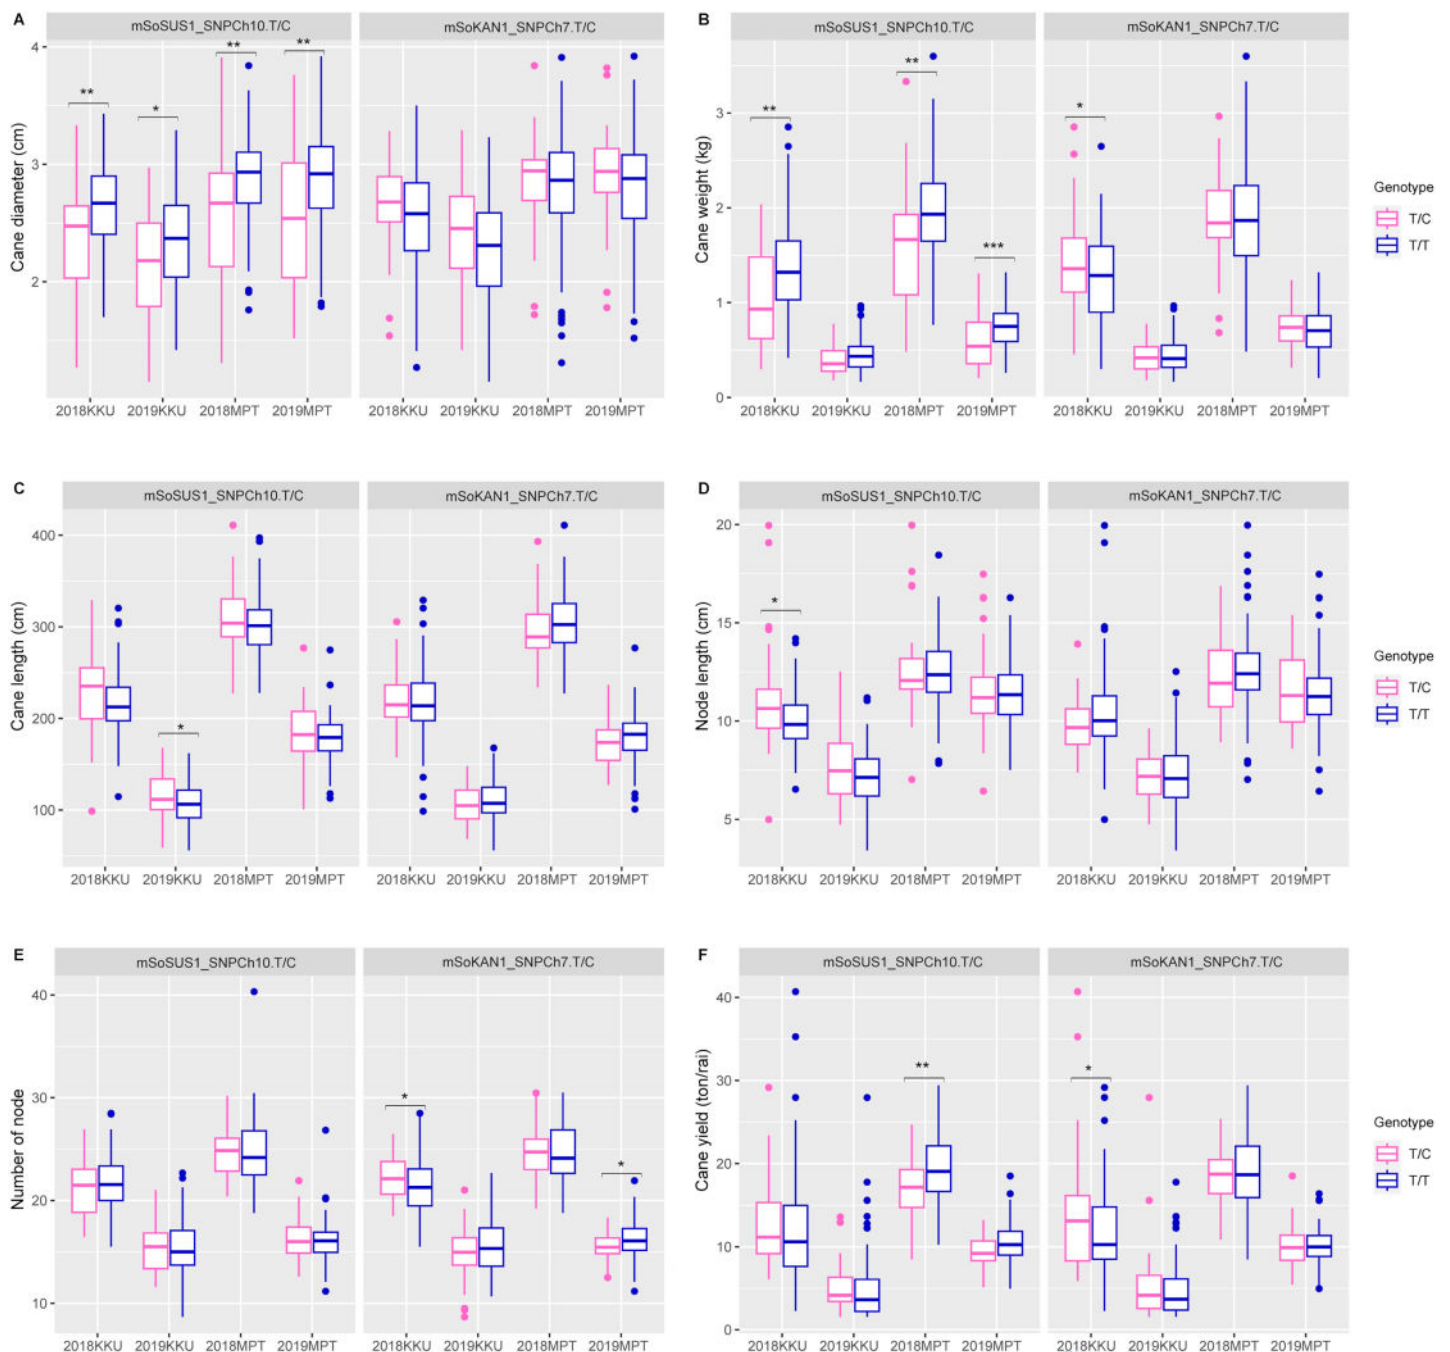 A
mSoSUS1_SNPCh10.T/C
mSoKAN1_SNPCh7.T/C
Cane diameter (cm)
4
3
2
** * ** **
2018KKU 2019KKU 2018MPT 2019MPT
2018KKU 2019KKU 2018MPT 2019MPT
B
mSoSUS1_SNPCh10.T/C
mSoKAN1_SNPCh7.T/C
Cane weight (kg)
3
2
1
0
** ** *** *
2018KKU 2019KKU 2018MPT 2019MPT
2018KKU 2019KKU 2018MPT 2019MPT
Genotype
T/C
T/T
C
mSoSUS1_SNPCh10.T/C
mSoKAN1_SNPCh7.T/C
Cane length (cm)
400
300
200
100
*
2018KKU 2019KKU 2018MPT 2019MPT
2018KKU 2019KKU 2018MPT 2019MPT
D
mSoSUS1_SNPCh10.T/C
mSoKAN1_SNPCh7.T/C
Node length (cm)
20
15
10
5
*
2018KKU 2019KKU 2018MPT 2019MPT
2018KKU 2019KKU 2018MPT 2019MPT
Genotype
T/C
T/T
E
mSoSUS1_SNPCh10.T/C
mSoKAN1_SNPCh7.T/C
Number of node
40
30
20
10
* *
2018KKU 2019KKU 2018MPT 2019MPT
2018KKU 2019KKU 2018MPT 2019MPT
F
mSoSUS1_SNPCh10.T/C
mSoKAN1_SNPCh7.T/C
Cane yield (ton/rai)
40
30
20
10
0
** *
2018KKU 2019KKU 2018MPT 2019MPT
2018KKU 2019KKU 2018MPT 2019MPT
Genotype
T/C
T/T